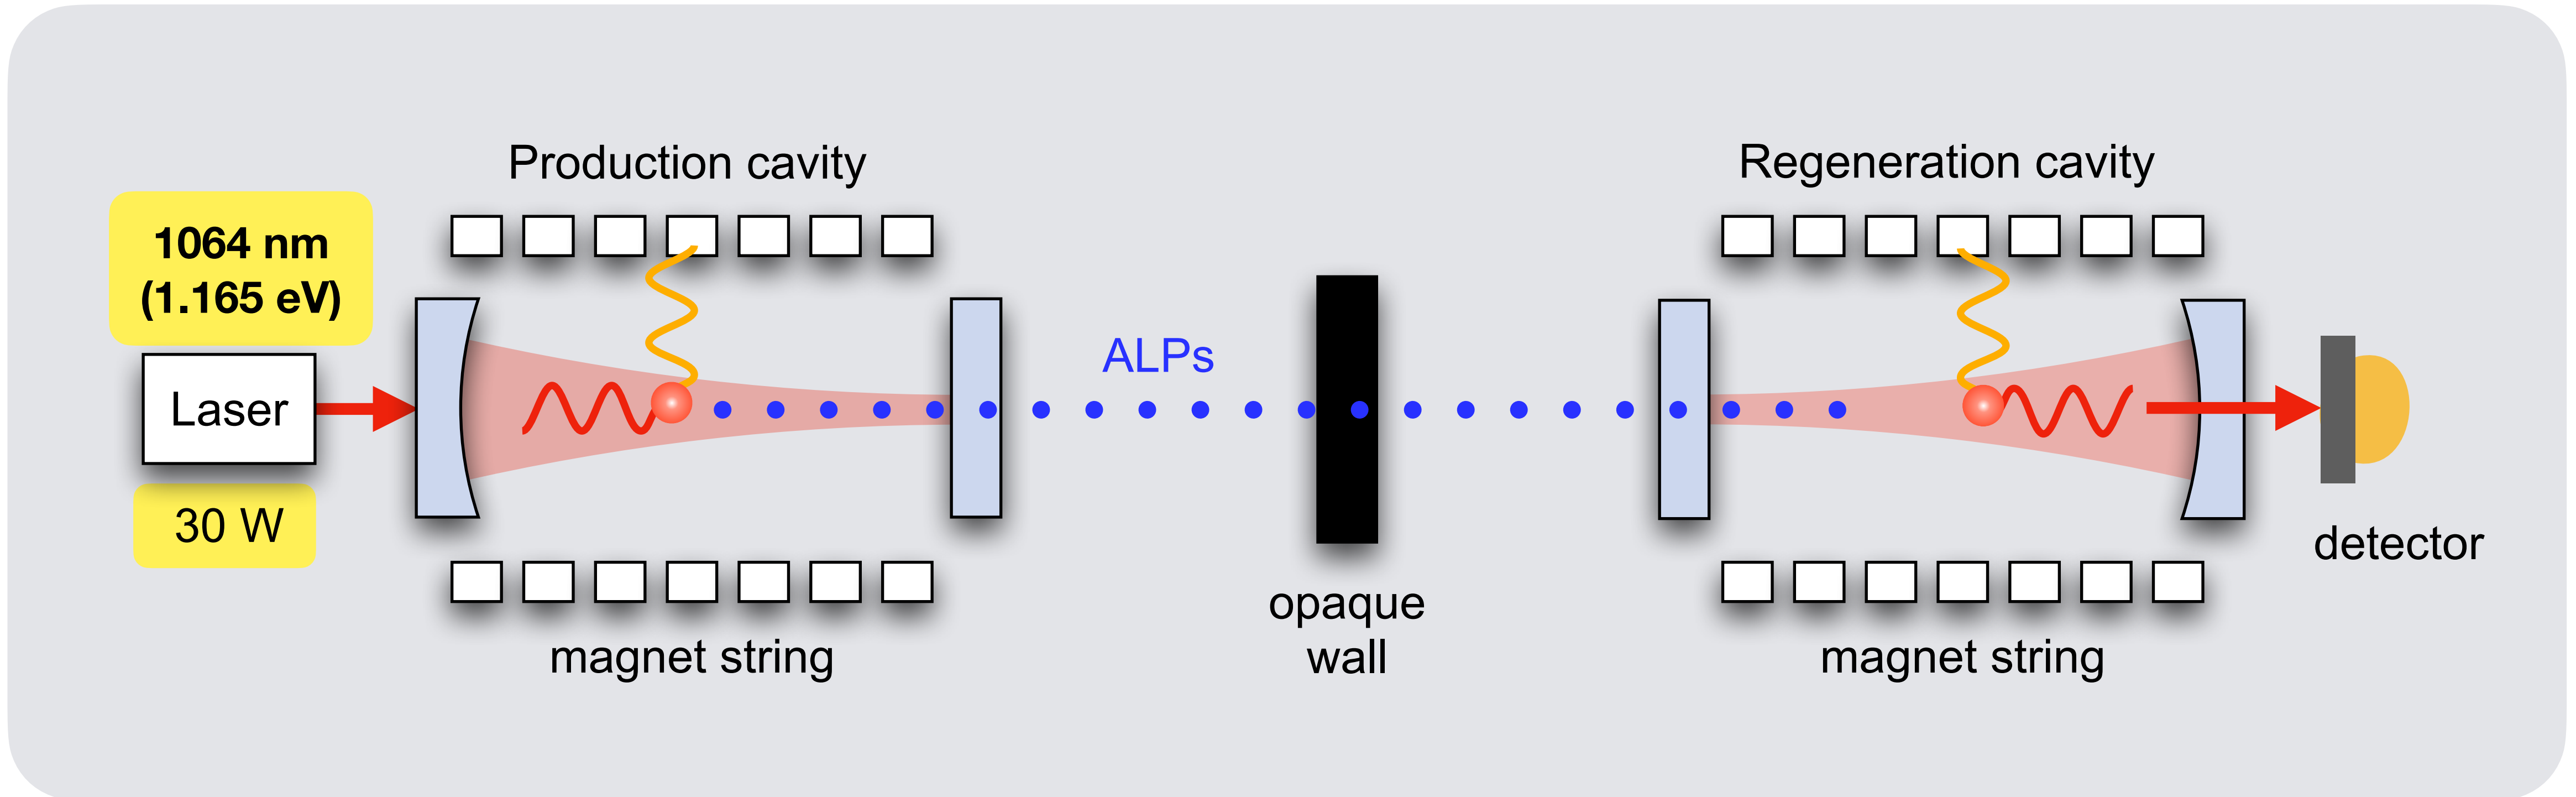 Production cavity
Regeneration cavity
1064 nm
(1.165 eV)
Laser
30 W
ALPs
opaque
wall
detector
magnet string
magnet string